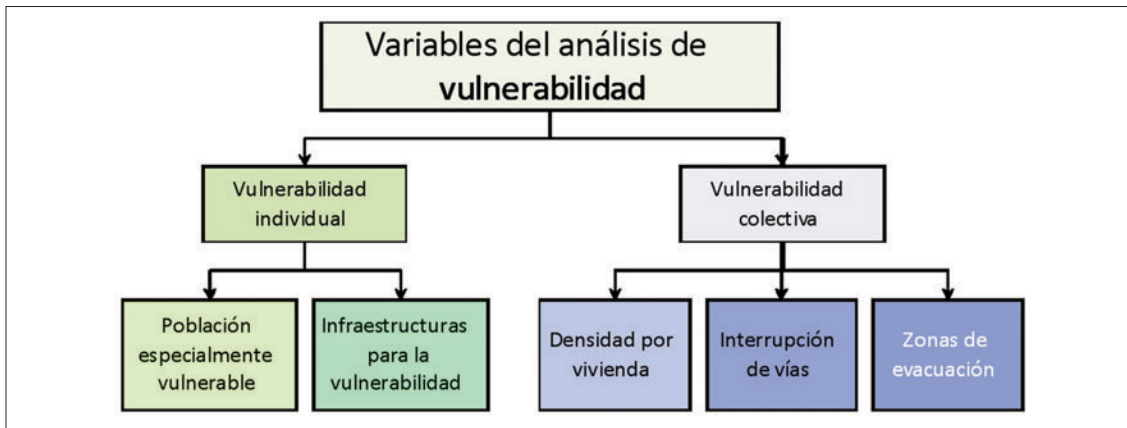 Variables del análisis de
vulnerabilidad
Vulnerabilidad
individual
Vulnerabilidad
colectiva
Población
especialmente
vulnerable
Infraestructuras
para la
vulnerabilidad
Densidad por
vivienda
Interrupción
de vías
Zonas de
evacuación